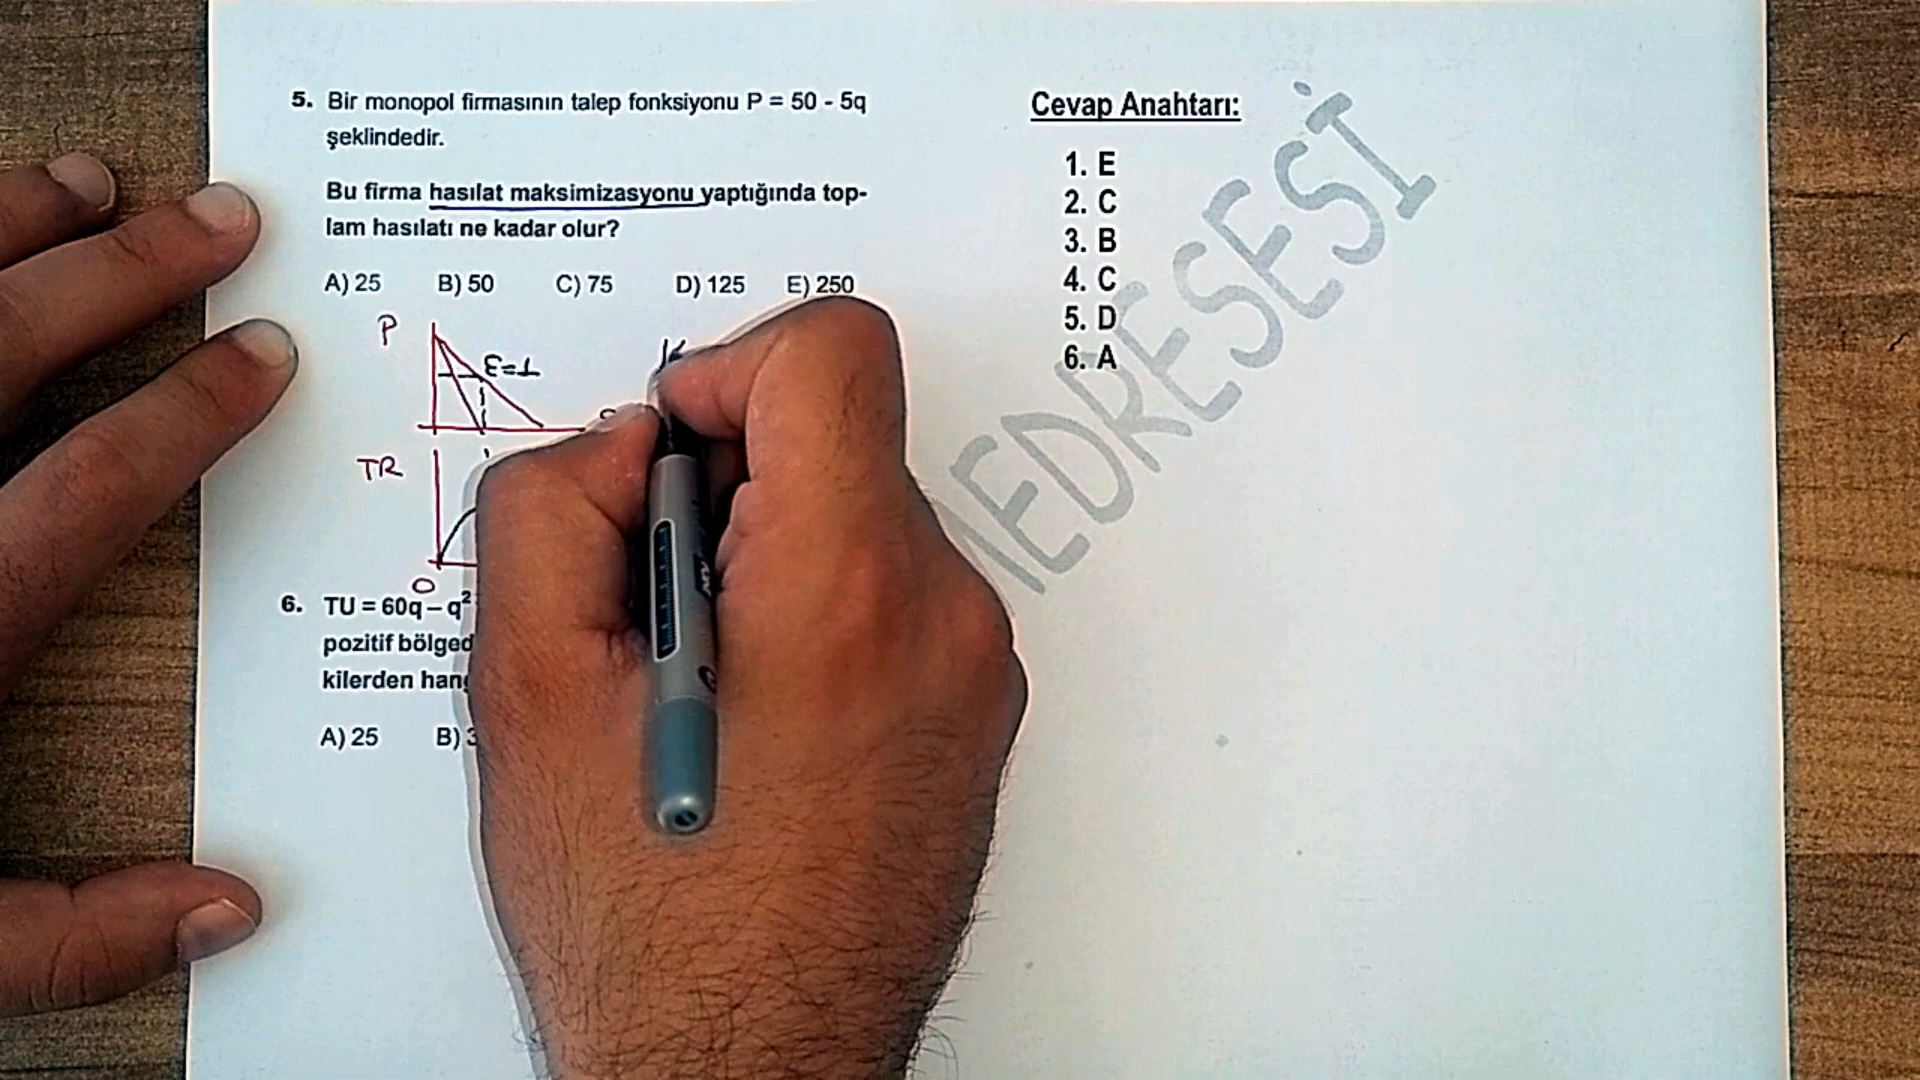 5. Bir monopol firmasının talep fonksiyonu P = 50 - 5q
şeklindedir.
Bu firma hasılat maksimizasyonu yaptığında top-
lam hasılatı ne kadar olur?
A) 25 B) 50 C) 75 D) 125 E) 250
P
ε=1
TR
O
6. TU = 60q – q²
pozitif bölged
kilerden hang
A) 25 B) 3
Cevap Anahtarı:
1. E
2. C
3. B
4. C
5. D
6. A
MEDRESESİ